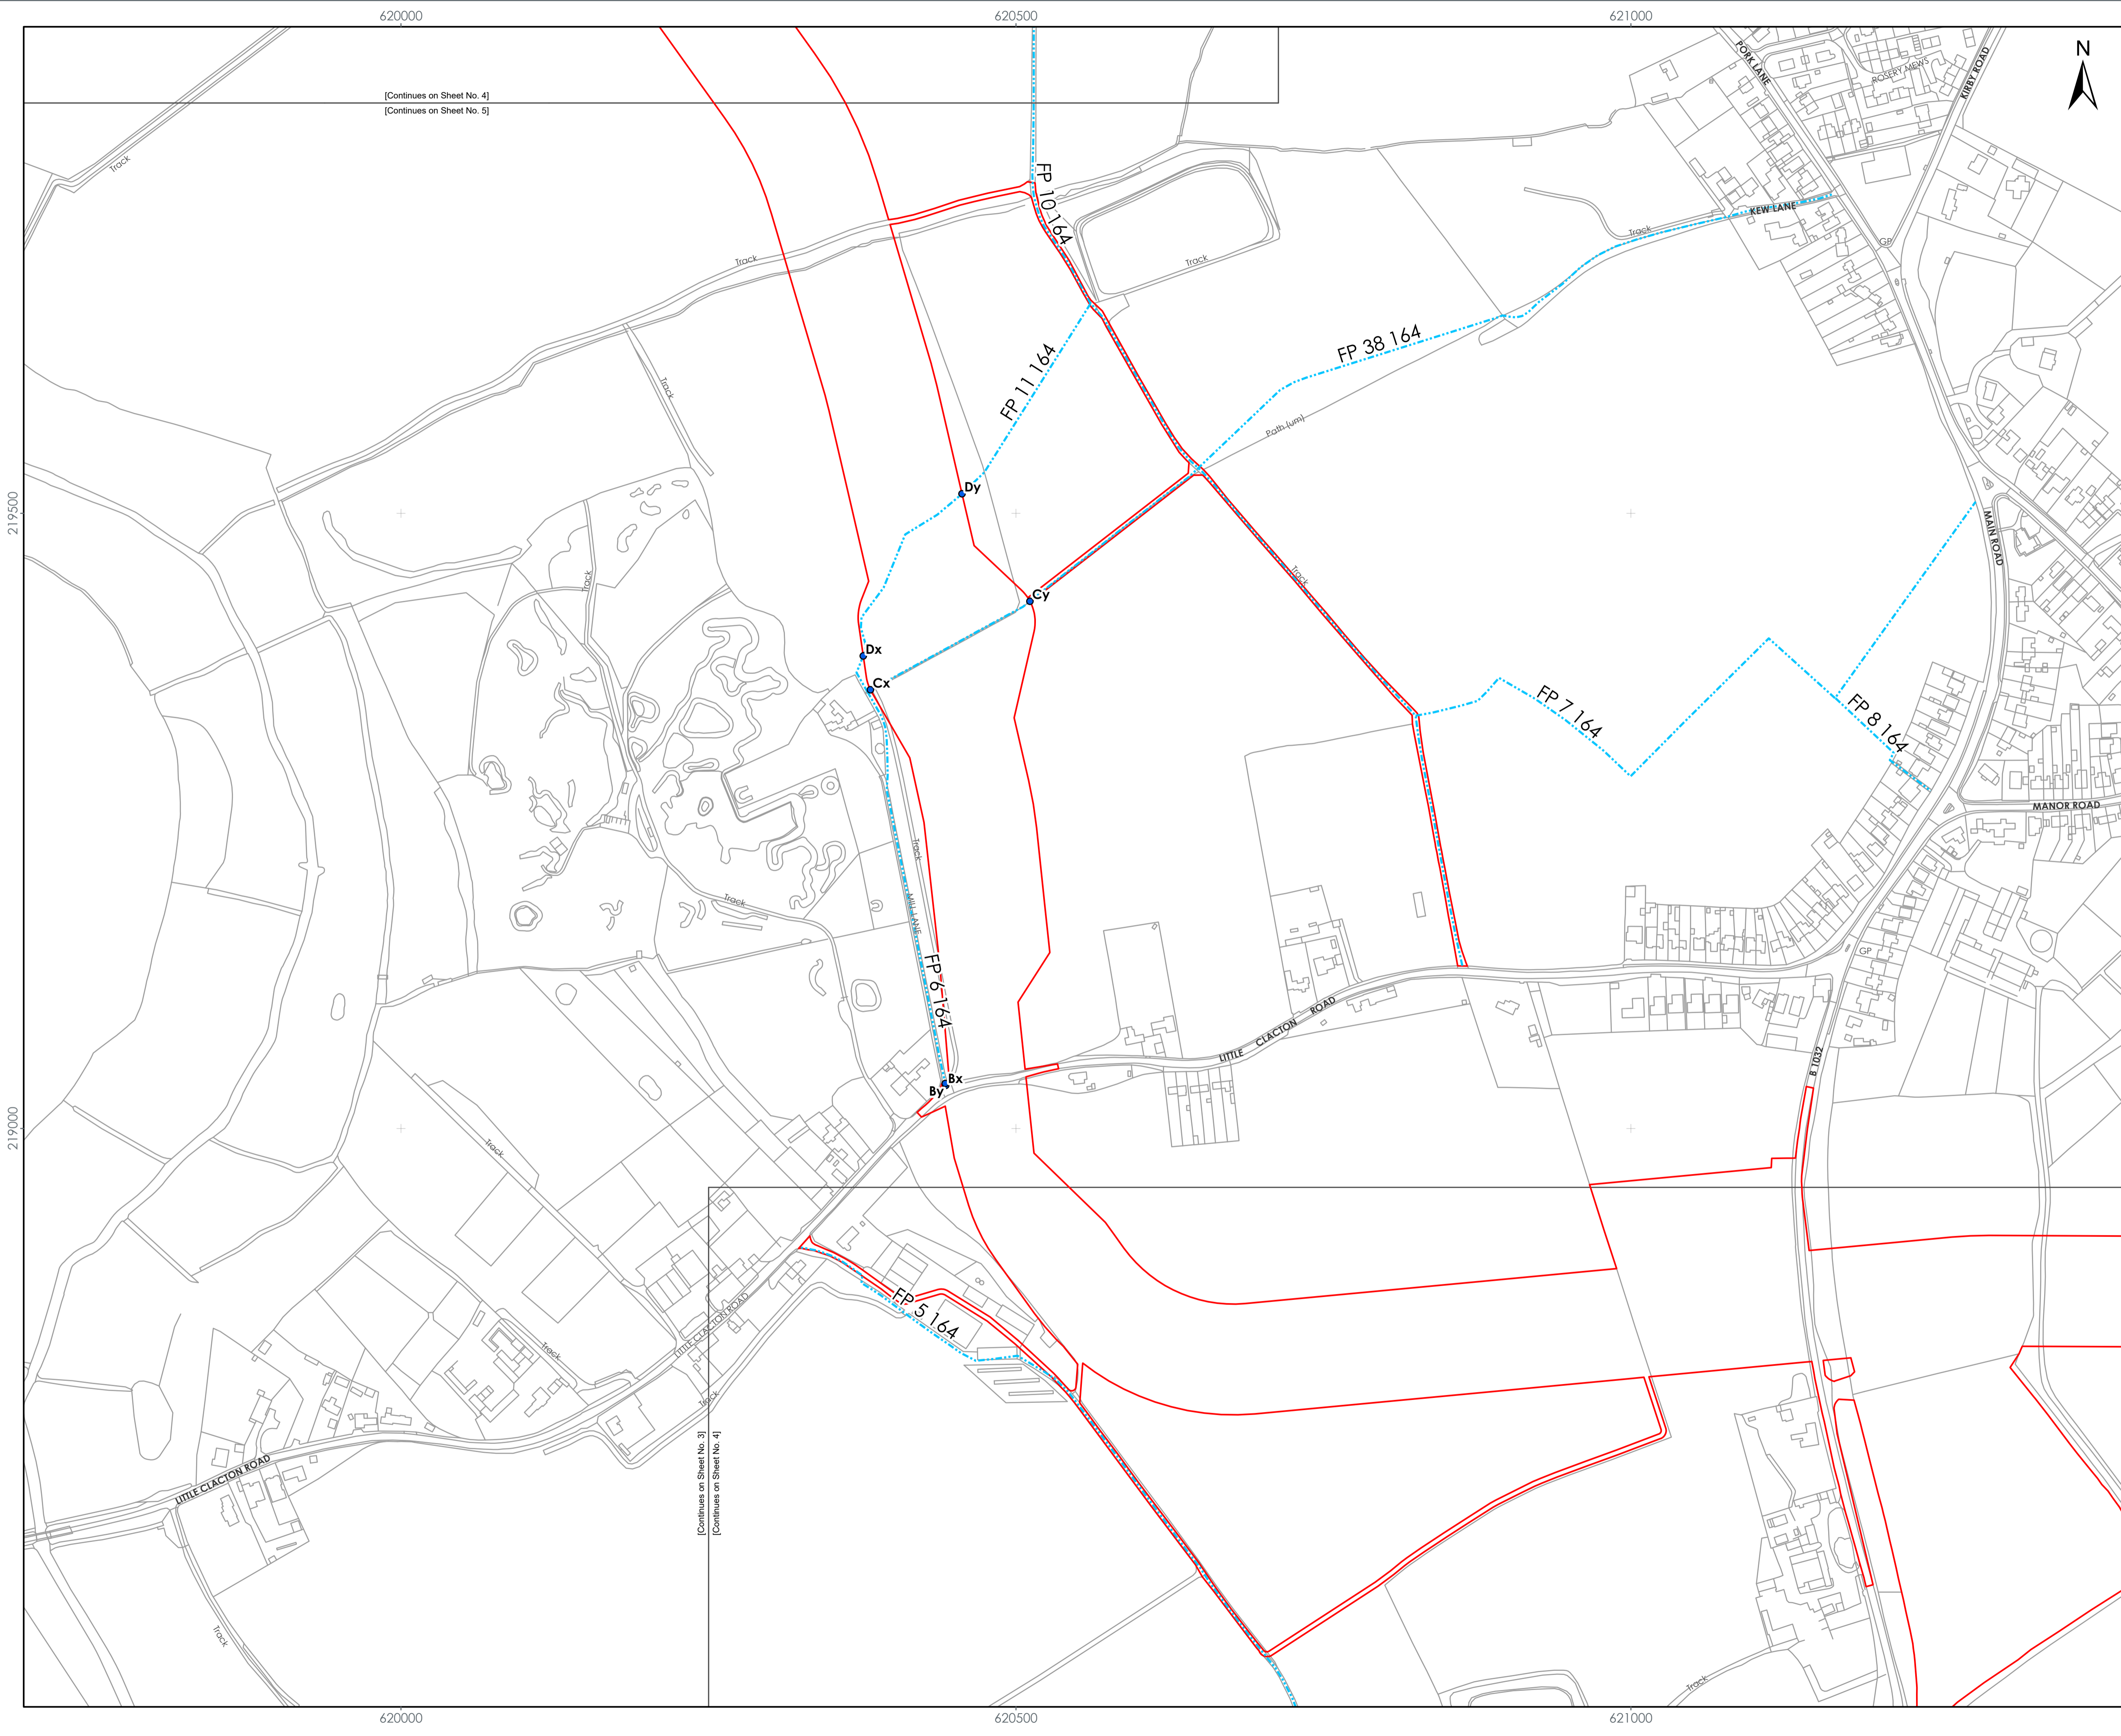 620000
620500
621000
N
PORK LANE
ROSERY MEWS
KIRBY ROAD
[Continues on Sheet No. 4]
[Continues on Sheet No. 5]
Track
FP 10 164
KEW LANE
Track
GP
Track
Track
FP 11 164
FP 38 164
Track
Path (um)
219500
Dy
MAIN ROAD
Track
Track
Cy
Dx
Cx
FP 7 164
FP 8 164
MANOR ROAD
Track
Track
MILL LANE
FP 6 164
GP
LITTLE CLACTON ROAD
B 1032
Bx
By
219000
Track
FP 5 164
LITTLE CLACTON ROAD
Track
Track
LITTLE CLACTON ROAD
[Continues on Sheet No. 3]
[Continues on Sheet No. 4]
Track
Track
620000
620500
621000